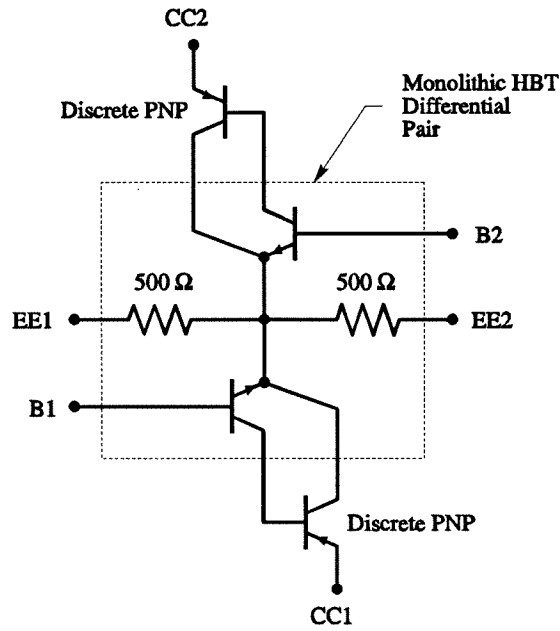 CC2
Monolithic HBT
Differential
Pair
Discrete PNP
B2
500 Ω
500 Ω
EE1
EE2
B1
Discrete PNP
CC1